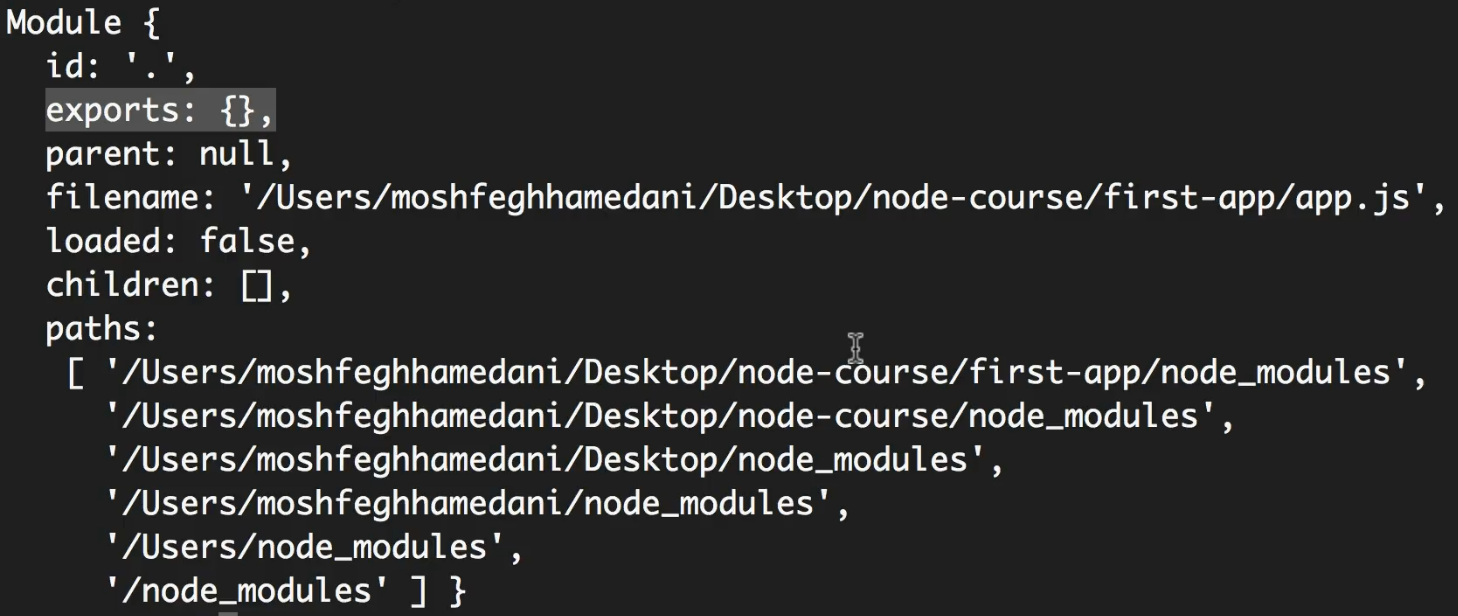 Module {
  id: '.',
  exports: {},
  parent: null,
  filename: '/Users/moshfeghhamedani/Desktop/node-course/first-app/app.js',
  loaded: false,
  children: [],
  paths:
   [ '/Users/moshfeghhamedani/Desktop/node-course/first-app/node_modules',
     '/Users/moshfeghhamedani/Desktop/node-course/node_modules',
     '/Users/moshfeghhamedani/Desktop/node_modules',
     '/Users/moshfeghhamedani/node_modules',
     '/Users/node_modules',
     '/node_modules' ] }